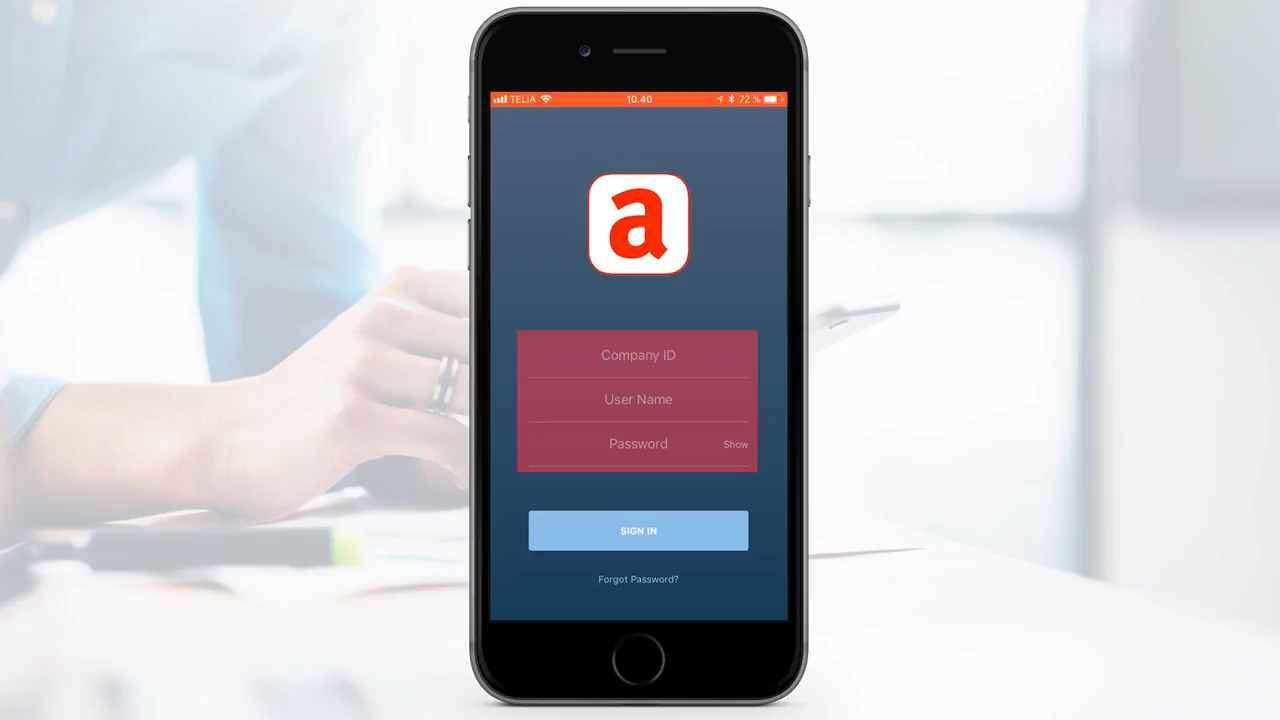 TELIA 10.40 72 %
a
Company ID
User Name
Password Show
SIGN IN
Forgot Password?